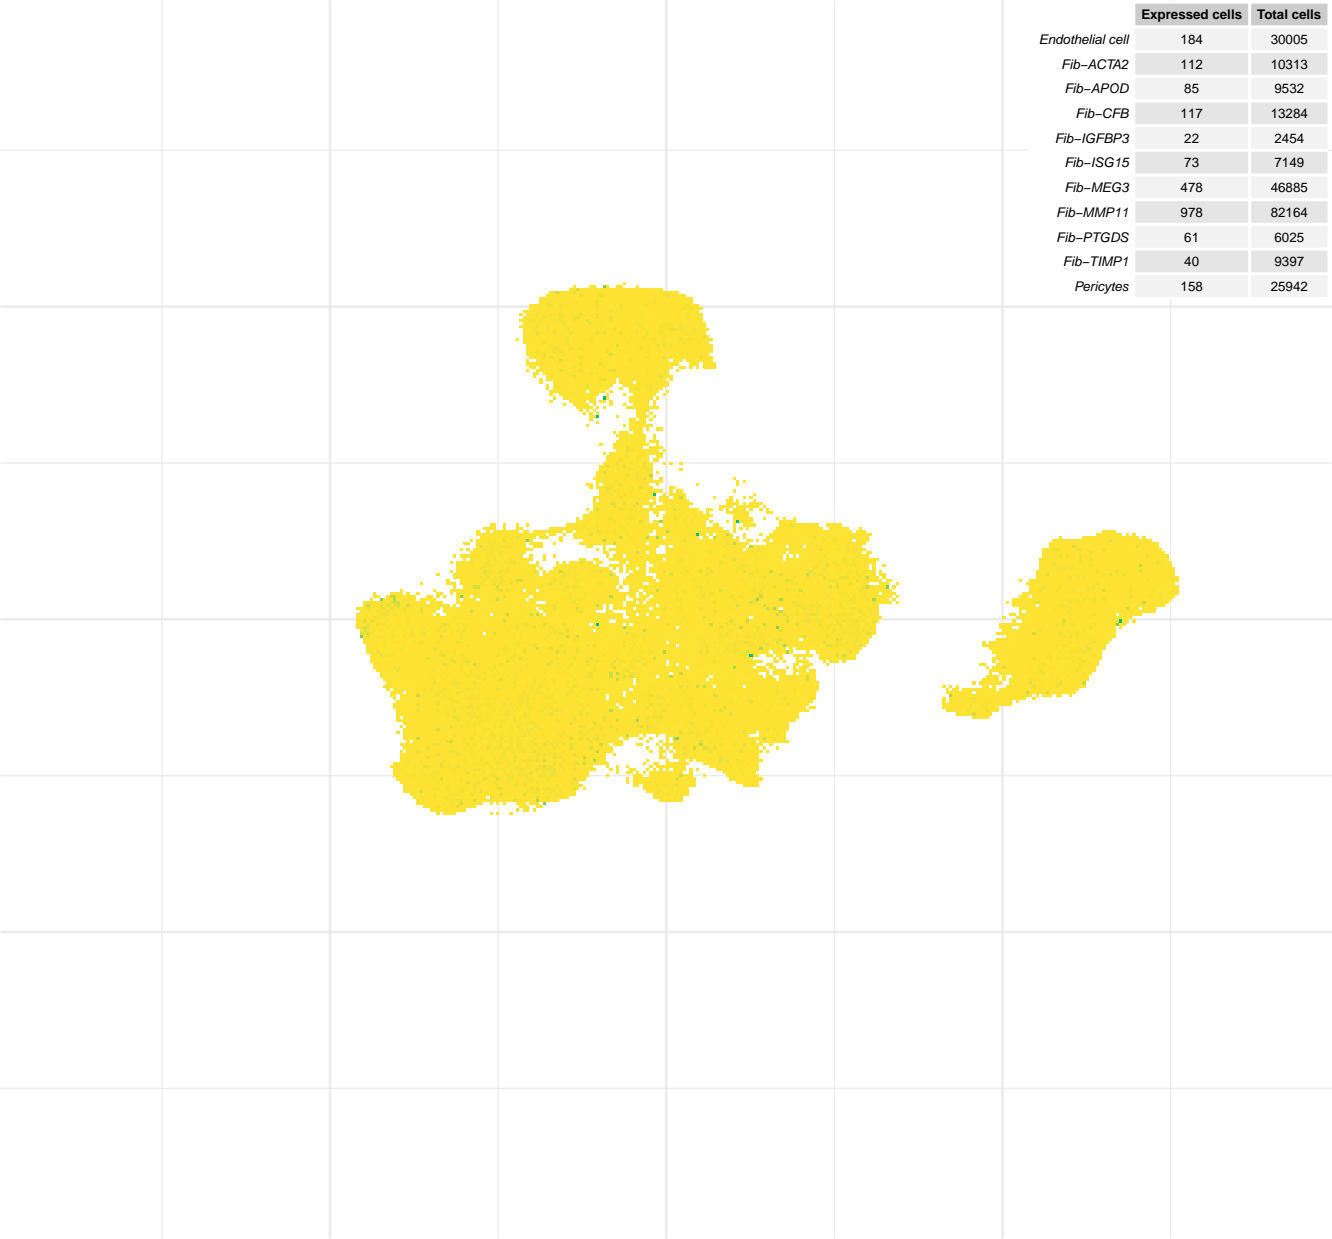 Expressed cells Total cells
Endothelial cell 184 30005
Fib−ACTA2 112 10313
Fib−APOD 85 9532
Fib−CFB 117 13284
Fib−IGFBP3 22 2454
Fib−ISG15 73 7149
Fib−MEG3 478 46885
Fib−MMP11 978 82164
Fib−PTGDS 61 6025
Fib−TIMP1 40 9397
Pericytes 158 25942